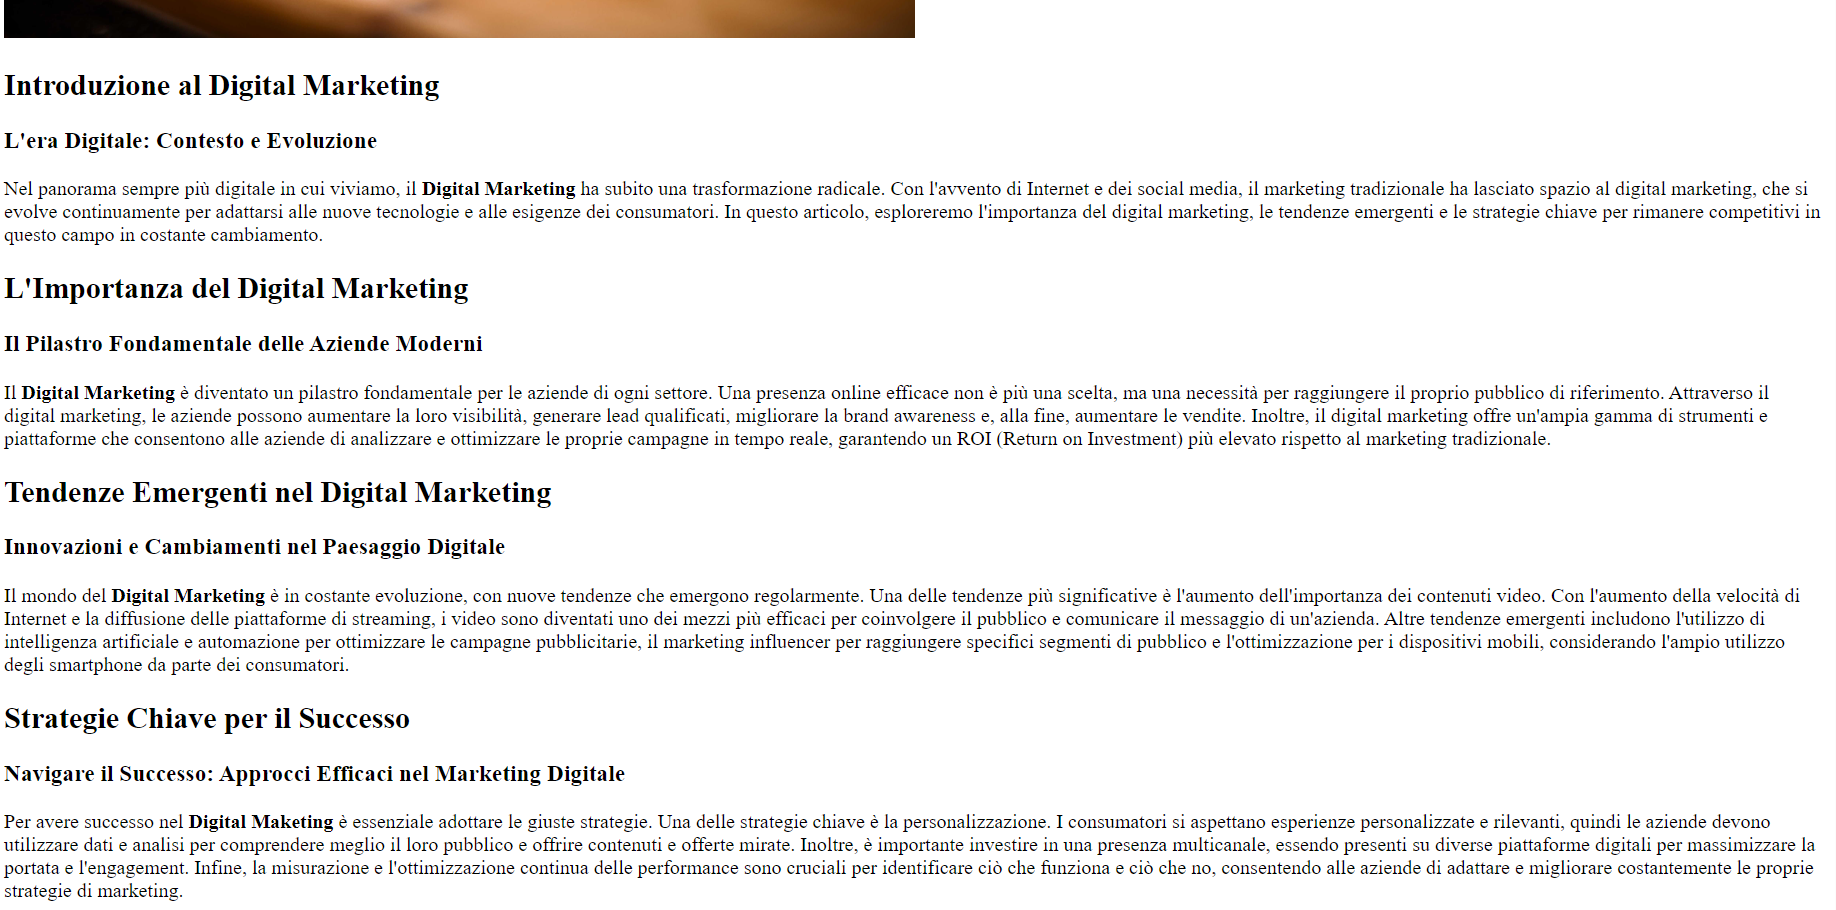 Introduzione al Digital Marketing
L'era Digitale: Contesto e Evoluzione
Nel panorama sempre più digitale in cui viviamo, il Digital Marketing ha subito una trasformazione radicale. Con l'avvento di Internet e dei social media, il marketing tradizionale ha lasciato spazio al digital marketing, che si
evolve continuamente per adattarsi alle nuove tecnologie e alle esigenze dei consumatori. In questo articolo, esploreremo l'importanza del digital marketing, le tendenze emergenti e le strategie chiave per rimanere competitivi in
questo campo in costante cambiamento.
L'Importanza del Digital Marketing
Il Pilastro Fondamentale delle Aziende Moderni
Il Digital Marketing è diventato un pilastro fondamentale per le aziende di ogni settore. Una presenza online efficace non è più una scelta, ma una necessità per raggiungere il proprio pubblico di riferimento. Attraverso il
digital marketing, le aziende possono aumentare la loro visibilità, generare lead qualificati, migliorare la brand awareness e, alla fine, aumentare le vendite. Inoltre, il digital marketing offre un'ampia gamma di strumenti e
piattaforme che consentono alle aziende di analizzare e ottimizzare le proprie campagne in tempo reale, garantendo un ROI (Return on Investment) più elevato rispetto al marketing tradizionale.
Tendenze Emergenti nel Digital Marketing
Innovazioni e Cambiamenti nel Paesaggio Digitale
Il mondo del Digital Marketing è in costante evoluzione, con nuove tendenze che emergono regolarmente. Una delle tendenze più significative è l'aumento dell'importanza dei contenuti video. Con l'aumento della velocità di
Internet e la diffusione delle piattaforme di streaming, i video sono diventati uno dei mezzi più efficaci per coinvolgere il pubblico e comunicare il messaggio di un'azienda. Altre tendenze emergenti includono l'utilizzo di
intelligenza artificiale e automazione per ottimizzare le campagne pubblicitarie, il marketing influencer per raggiungere specifici segmenti di pubblico e l'ottimizzazione per i dispositivi mobili, considerando l'ampio utilizzo
degli smartphone da parte dei consumatori.
Strategie Chiave per il Successo
Navigare il Successo: Approcci Efficaci nel Marketing Digitale
Per avere successo nel Digital Maketing è essenziale adottare le giuste strategie. Una delle strategie chiave è la personalizzazione. I consumatori si aspettano esperienze personalizzate e rilevanti, quindi le aziende devono
utilizzare dati e analisi per comprendere meglio il loro pubblico e offrire contenuti e offerte mirate. Inoltre, è importante investire in una presenza multicanale, essendo presenti su diverse piattaforme digitali per massimizzare la
portata e l'engagement. Infine, la misurazione e l'ottimizzazione continua delle performance sono cruciali per identificare ciò che funziona e ciò che no, consentendo alle aziende di adattare e migliorare costantemente le proprie
strategie di marketing.